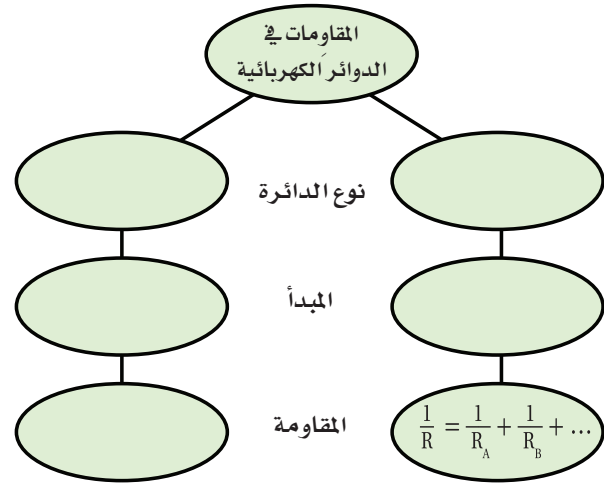 المقاومات في
الدوائر الكهربائية
نوع الدائرة
المبدأ
المقاومة
1/R = 1/R_A + 1/R_B + ...